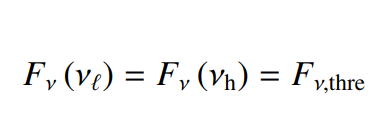 F_ν (ν_ℓ) = F_ν (ν_h) = F_ν,thre